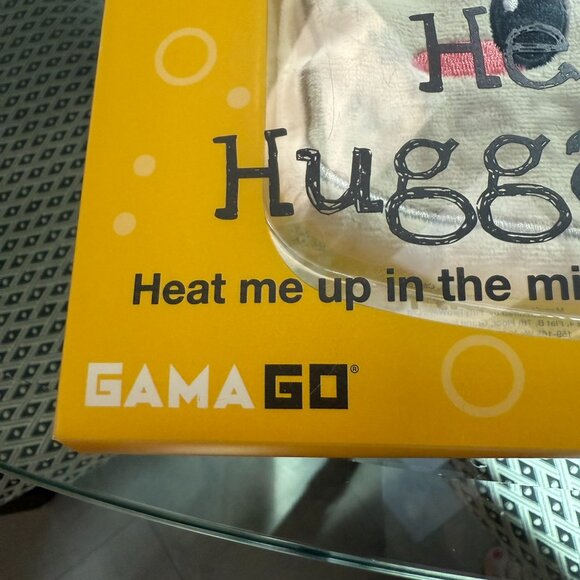 He
Hugg
Heat me up in the mi
GAMAGO®